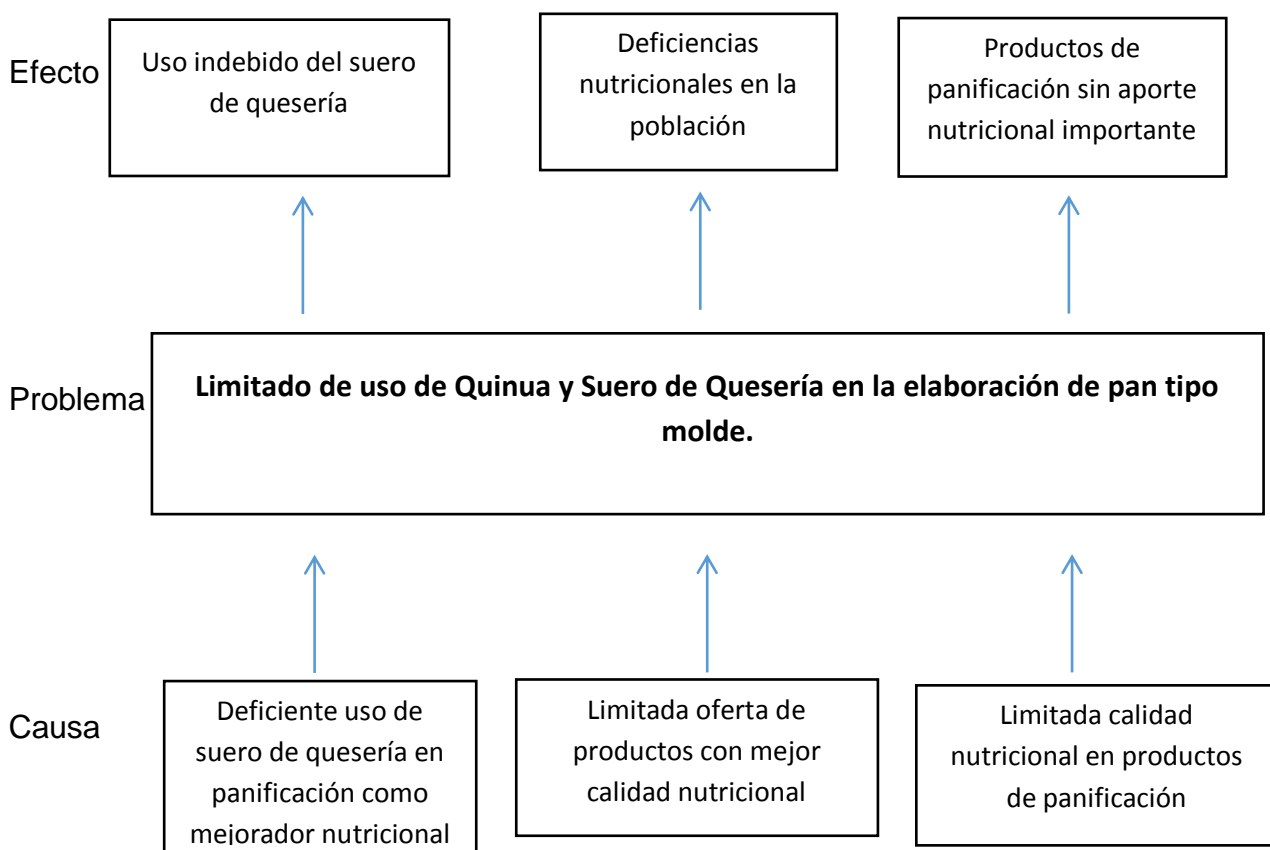 Efecto
Uso indebido del suero
de quesería
Deficiencias
nutricionales en la
población
Productos de
panificación sin aporte
nutricional importante
Problema
Limitado de uso de Quinua y Suero de Quesería en la elaboración de pan tipo
molde.
Causa
Deficiente uso de
suero de quesería en
panificación como
mejorador nutricional
Limitada oferta de
productos con mejor
calidad nutricional
Limitada calidad
nutricional en productos
de panificación